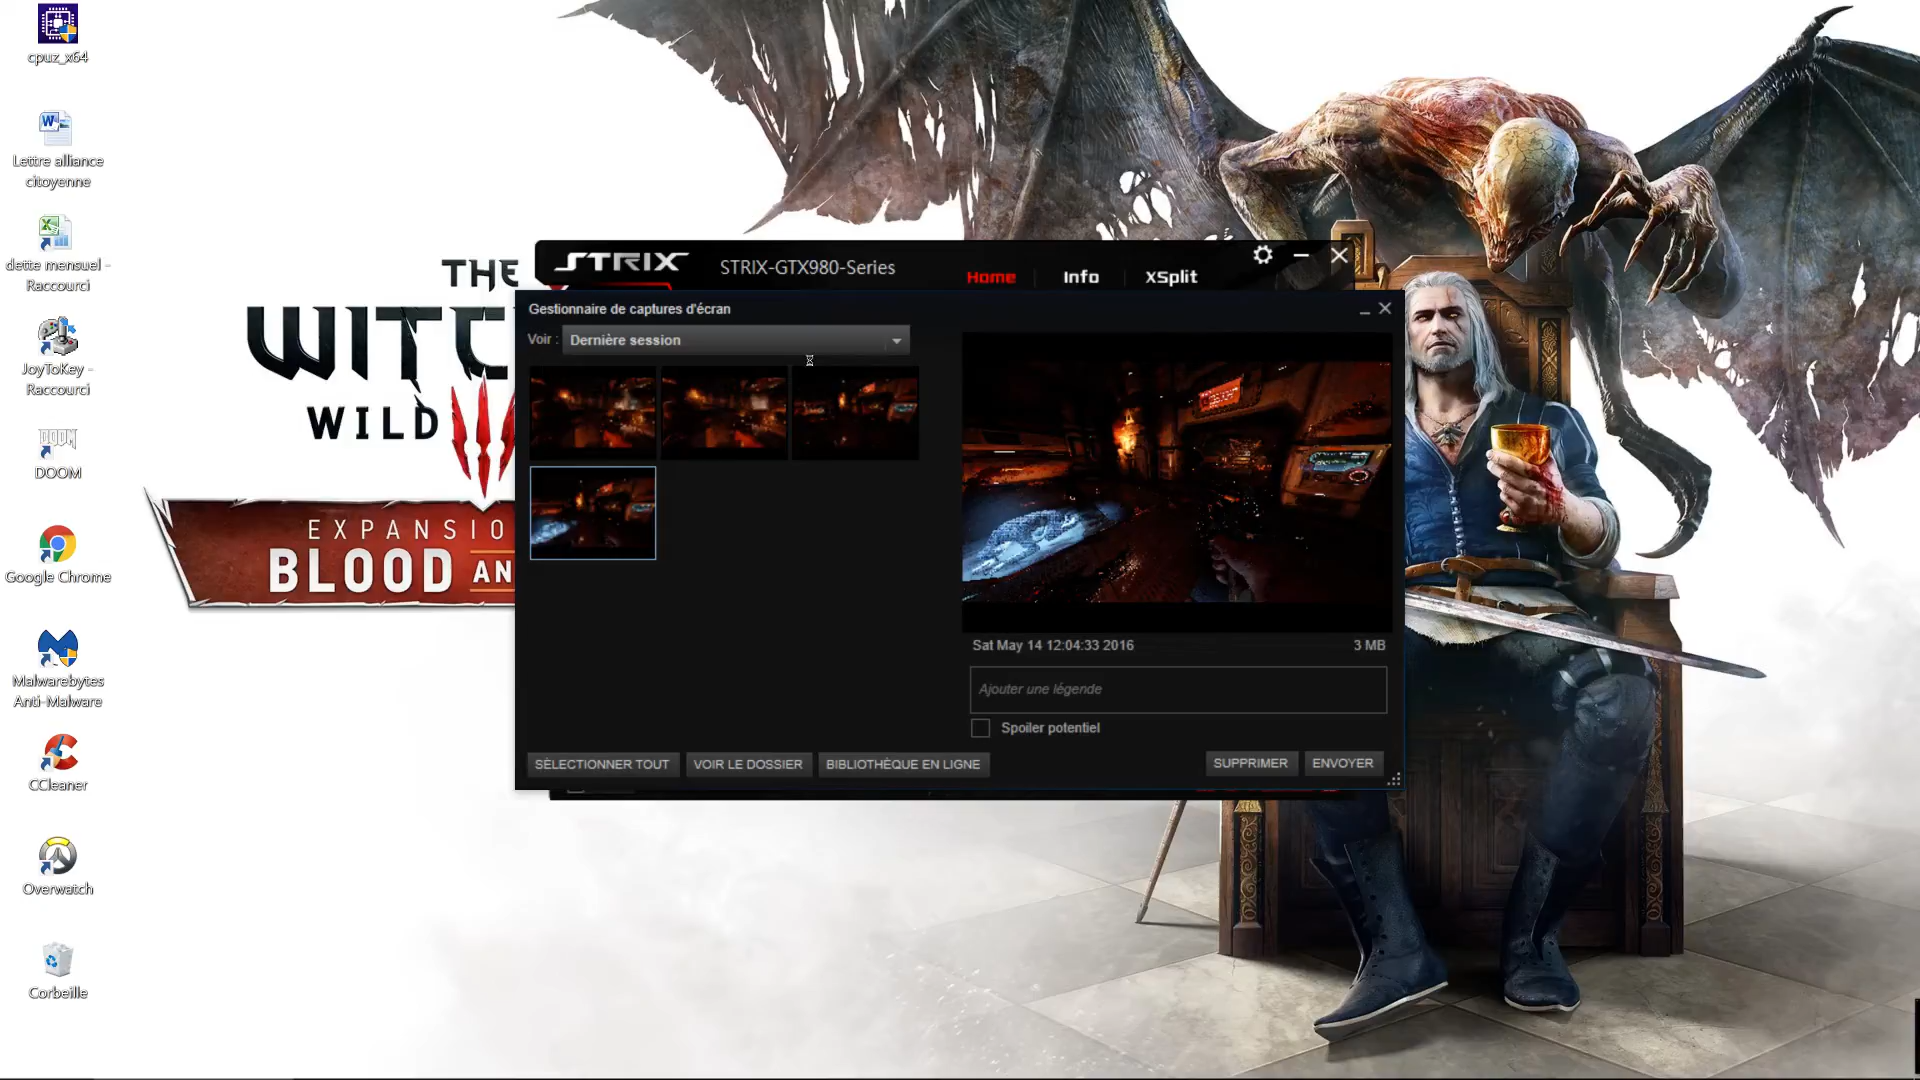 cpuz_x64
Lettre alliance
citoyenne
dette mensuel -
Raccourci
JoyToKey -
Raccourci
DOOM
DOOM
Google Chrome
Malwarebytes
Anti-Malware
CCleaner
Overwatch
Corbeille
THE
WITC
WILD
EXPANSIO
BLOOD AN
STRIX
STRIX-GTX980-Series
Home
Info
XSplit
Gestionnaire de captures d'écran
Voir :
Dernière session
Sat May 14 12:04:33 2016
3 MB
Ajouter une légende
Spoiler potentiel
SÉLECTIONNER TOUT
VOIR LE DOSSIER
BIBLIOTHÈQUE EN LIGNE
SUPPRIMER
ENVOYER